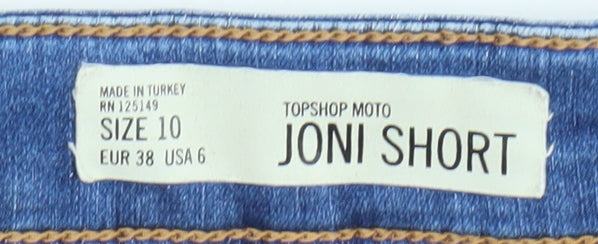 MADE IN TURKEY
RN 125149
SIZE 10
EUR 38 USA 6
TOPSHOP MOTO
JONI SHORT